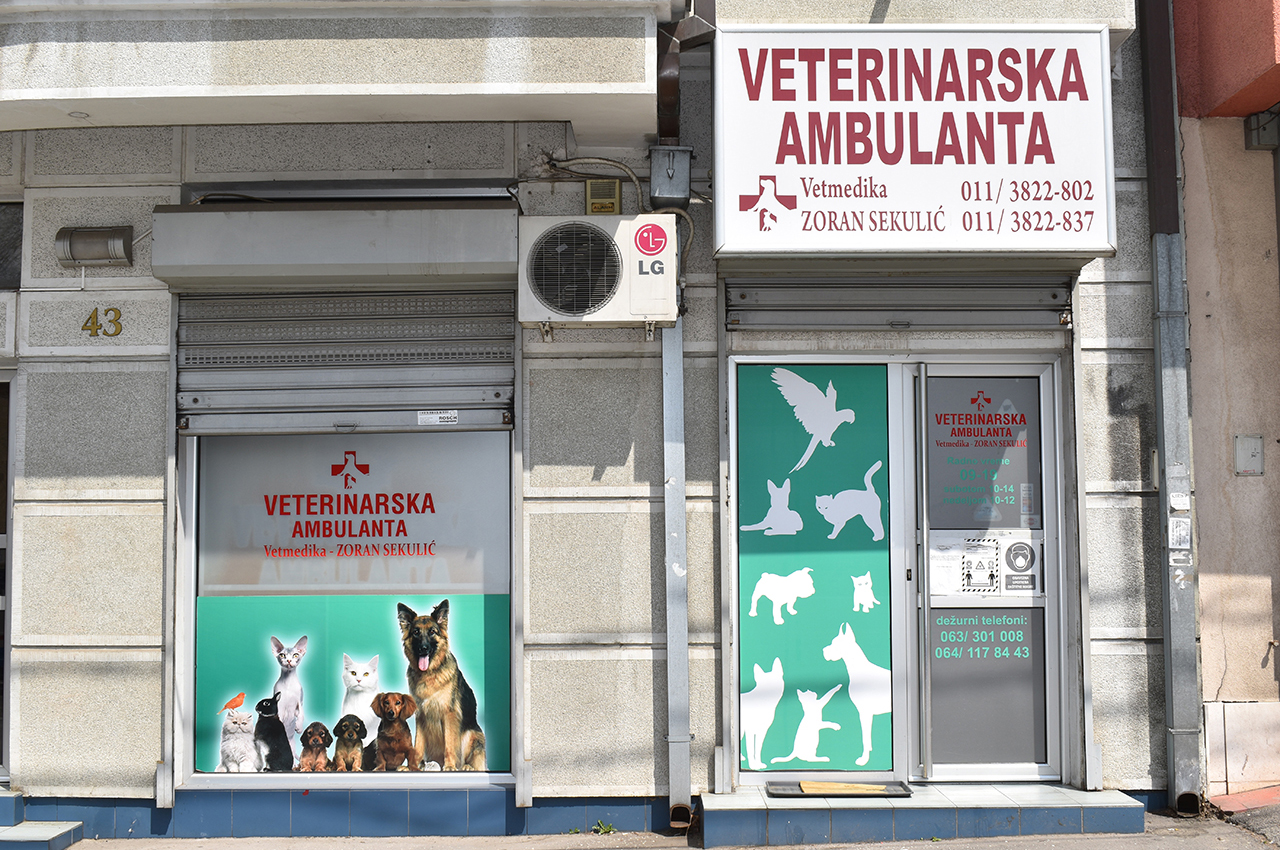 VETERINARSKA
AMBULANTA
Vetmedika 011/ 3822-802
ZORAN SEKULIĆ 011/ 3822-837
LG
43
VETERINARSKA
AMBULANTA
Vetmedika - ZORAN SEKULIĆ
VETERINARSKA
AMBULANTA
Vetmedika - ZORAN SEKULIĆ
dežurni telefoni:
063/ 301 008
064/ 117 84 43